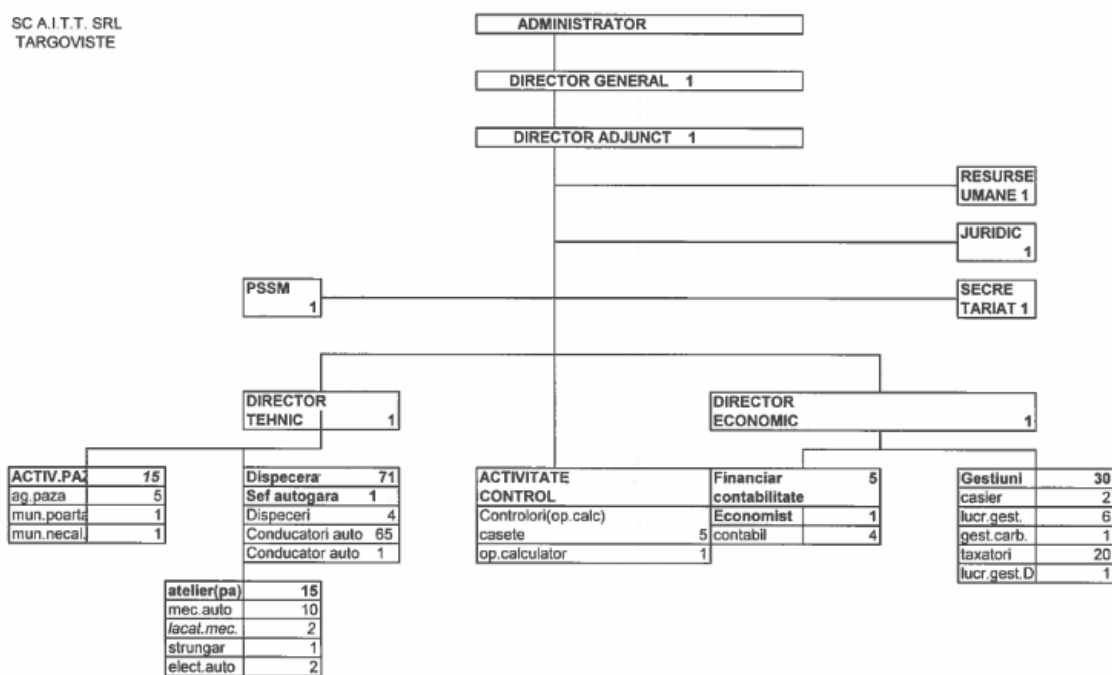 SC A.I.T.T. SRL
TARGOVISTE
ADMINISTRATOR
DIRECTOR GENERAL 1
DIRECTOR ADJUNCT 1
RESURSE
UMANE 1
JURIDIC
1
PSSM
1
SECRE
TARIAT 1
DIRECTOR
TEHNIC 1
DIRECTOR
ECONOMIC 1
ACTIV.PAZ 15
ag.paza 5
mun.poarta 1
mun.necal. 1
Dispecera 71
Sef autogara 1
Dispeceri 4
Conducatori auto 65
Conducator auto 1
atelier(pa) 15
mec.auto 10
lacat.mec. 2
strungar 1
elect.auto 2
ACTIVITATE
CONTROL
Controlori(op.calc)
casete 5
op.calculator 1
Financiar 5
contabilitate
Economist 1
contabil 4
Gestiuni 30
casier 2
lucr.gest. 6
gest.carb. 1
taxatori 20
lucr.gest.D 1